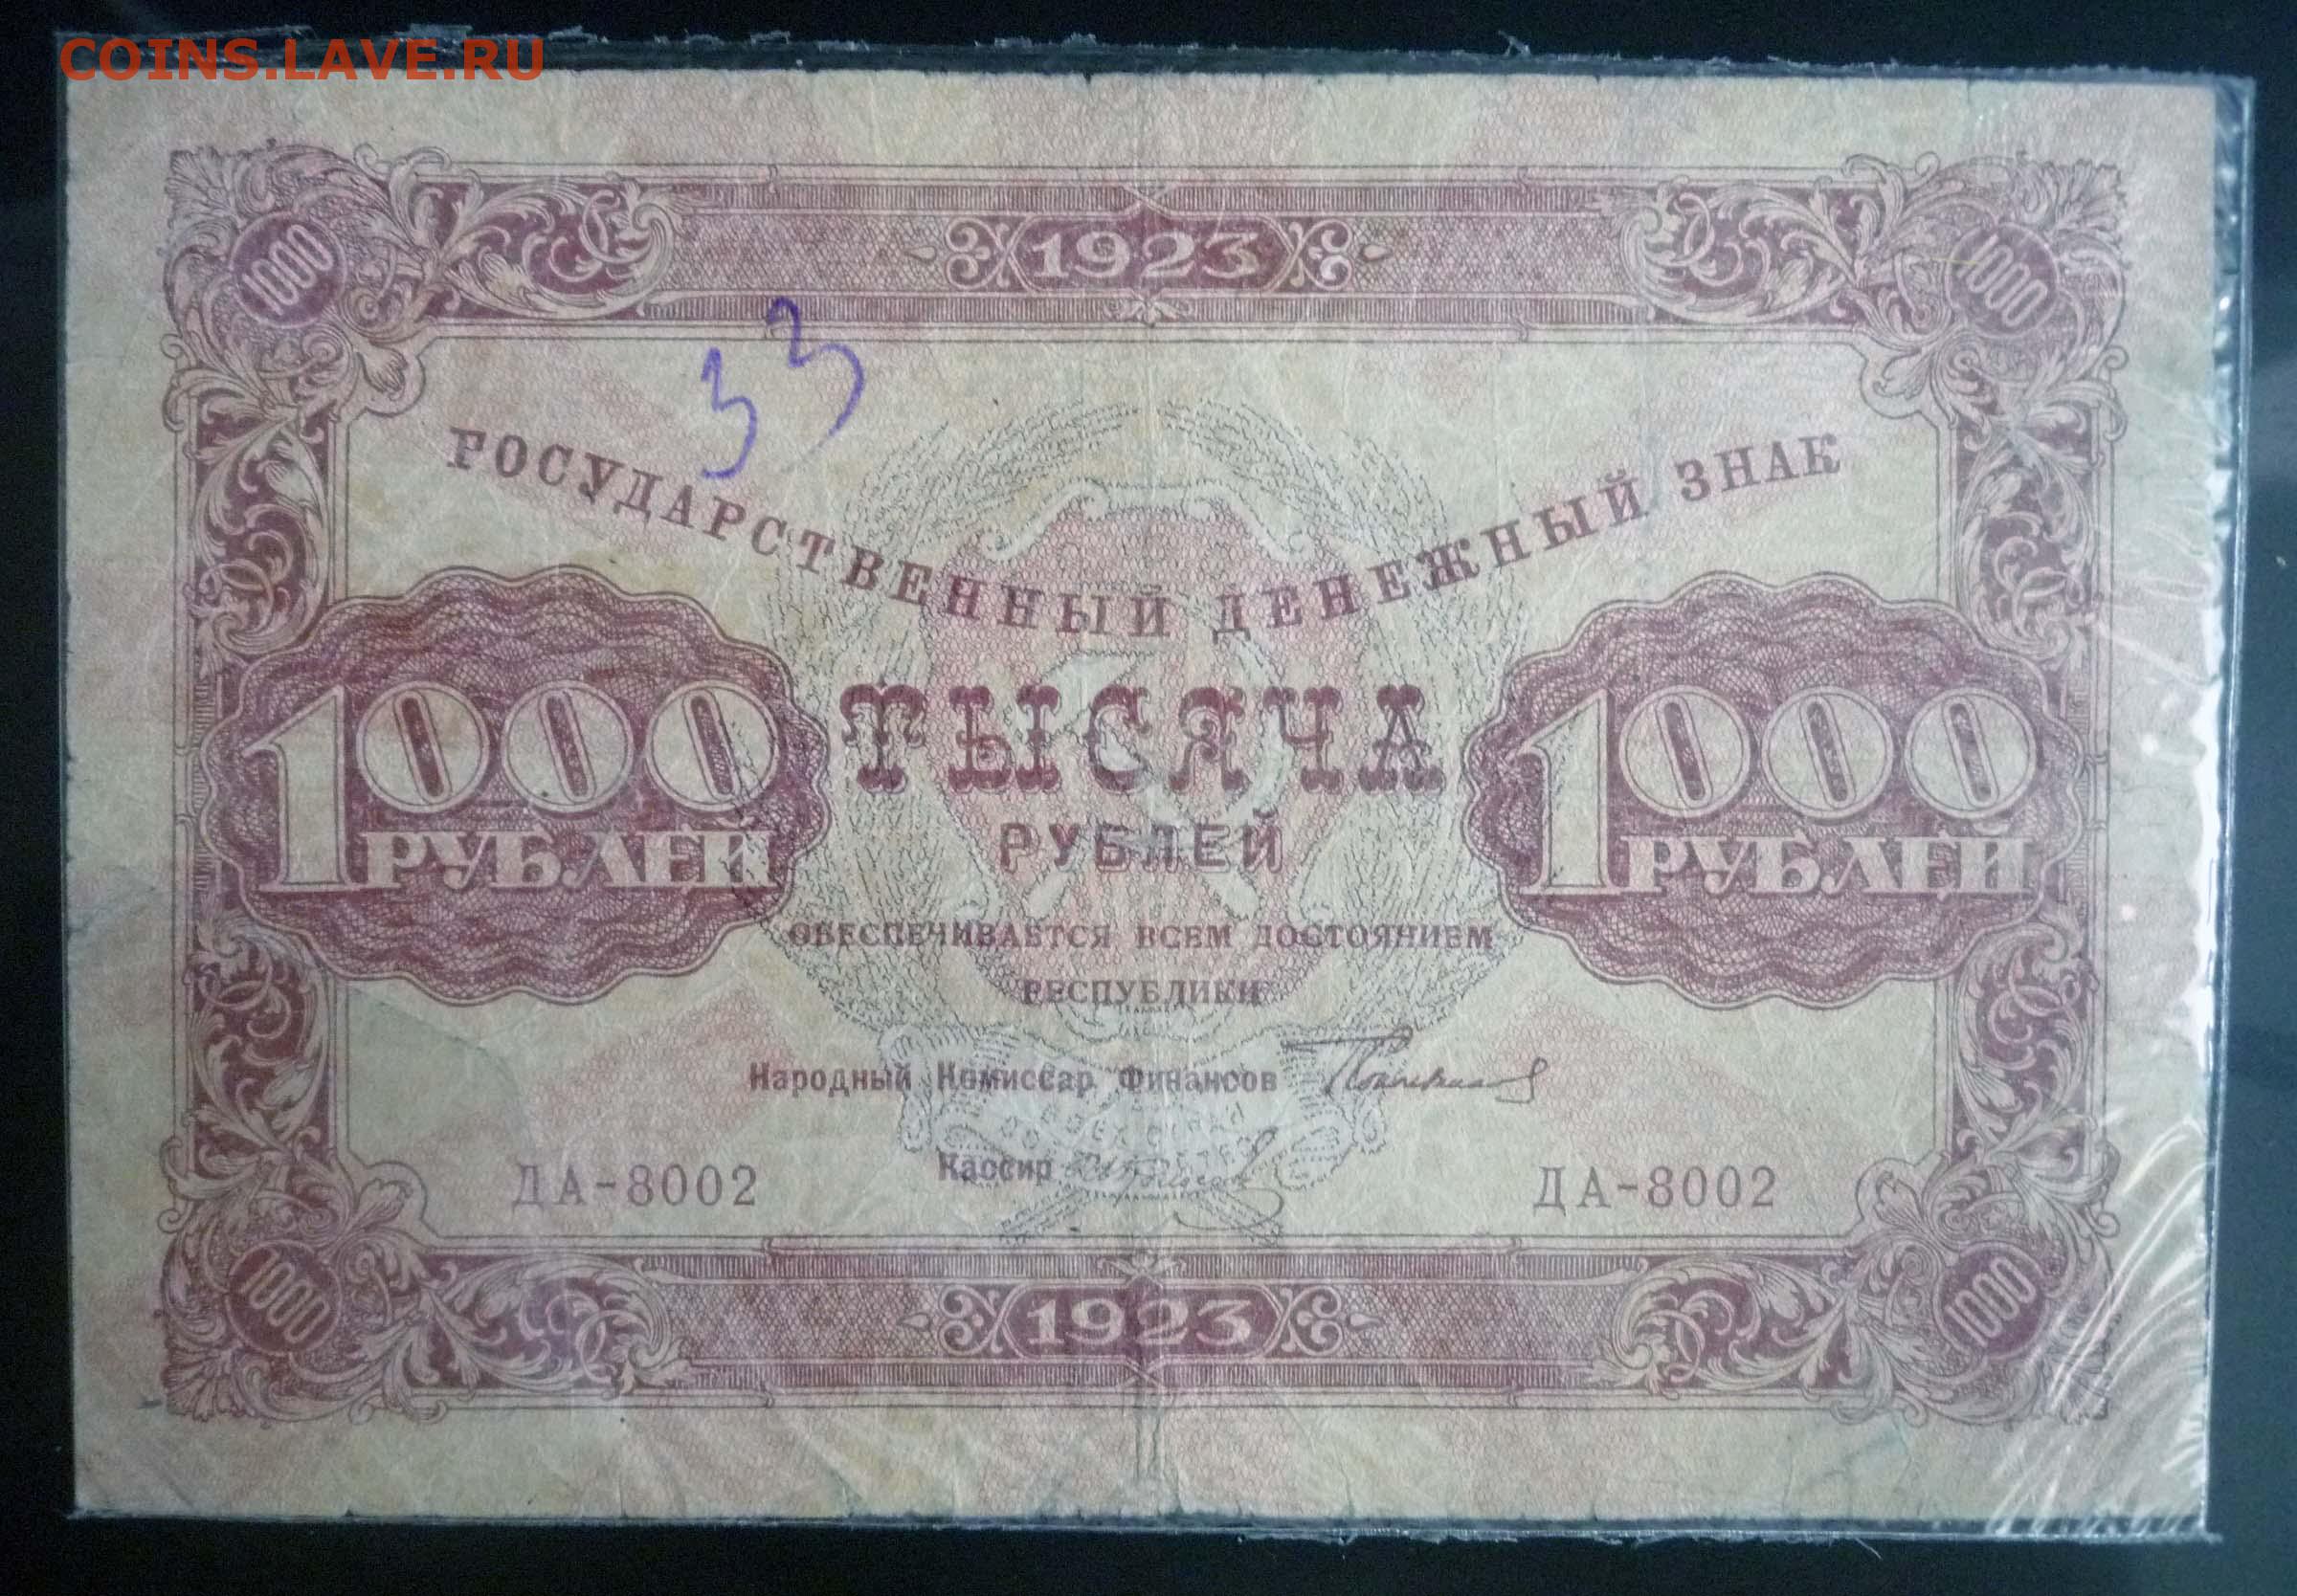 COINS.LAVE.RU
1923
1000 1000
33
ГОСУДАРСТВЕННЫЙ ДЕНЕЖНЫЙ ЗНАК
1000 РУБЛЕЙ
ТЫСЯЧА
РУБЛЕЙ
1000 РУБЛЕЙ
ОБЕСПЕЧИВАЕТСЯ ВСЕМ ДОСТОЯНИЕМ
РЕСПУБЛИКИ
Народный Комиссар Финансов
Кассир
ДА-8002 ДА-8002
1000 1000
1923